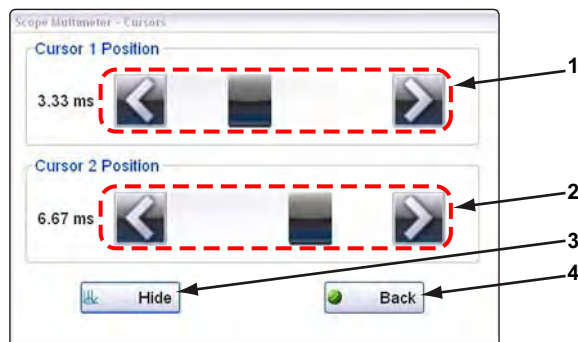 Scope Multimeter - Cursors
Cursor 1 Position
1
3.33 ms
Cursor 2 Position
2
6.67 ms
3
4
Hide
Back